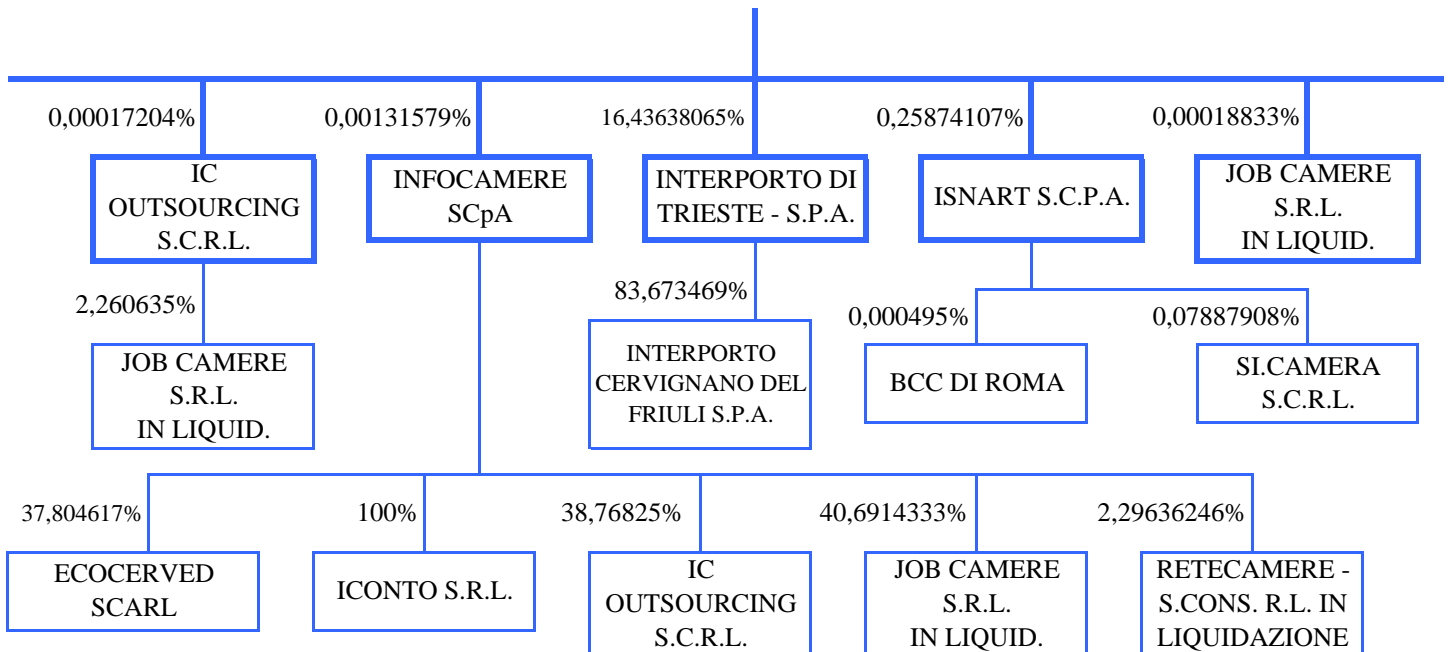 0,00017204%
0,00131579%
16,43638065%
0,25874107%
0,00018833%
IC
OUTSOURCING
S.C.R.L.
INFOCAMERE
SCpA
INTERPORTO DI
TRIESTE - S.P.A.
ISNART S.C.P.A.
JOB CAMERE
S.R.L.
IN LIQUID.
2,260635%
83,673469%
0,000495%
0,07887908%
JOB CAMERE
S.R.L.
IN LIQUID.
INTERPORTO
CERVIGNANO DEL
FRIULI S.P.A.
BCC DI ROMA
SI.CAMERA
S.C.R.L.
37,804617%
100%
38,76825%
40,6914333%
2,29636246%
ECOCERVED
SCARL
ICONTO S.R.L.
IC
OUTSOURCING
S.C.R.L.
JOB CAMERE
S.R.L.
IN LIQUID.
RETECAMERE -
S.CONS. R.L. IN
LIQUIDAZIONE